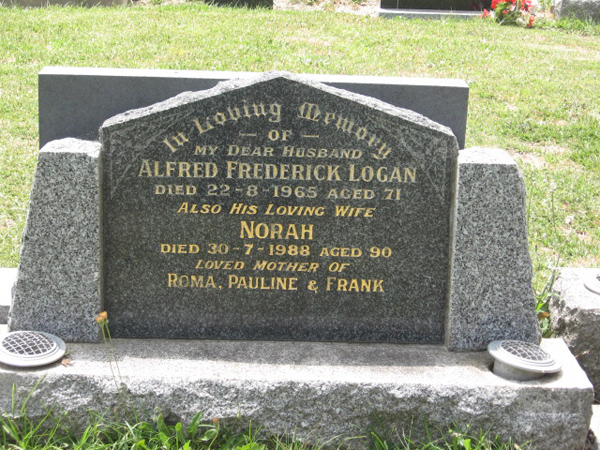 In Loving Memory
— OF —
MY DEAR HUSBAND
ALFRED FREDERICK LOGAN
DIED 22-8-1965 AGED 71
ALSO HIS LOVING WIFE
NORAH
DIED 30-7-1988 AGED 90
LOVED MOTHER OF
ROMA, PAULINE & FRANK